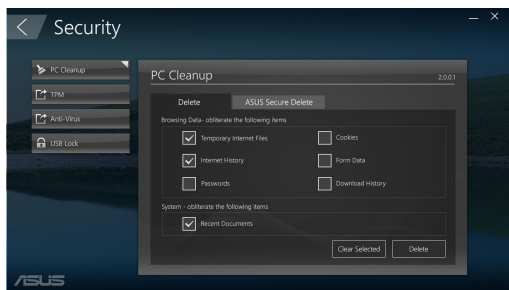 Security
PC Cleanup
TPM
Anti-Virus
USB Lock
PC Cleanup 2.0.0.1
Delete ASUS Secure Delete
Browsing Data- obliterate the following items
Temporary Internet Files Cookies
Internet History Form Data
Passwords Download History
System - obliterate the following items
Recent Documents
Clear Selected Delete
ASUS